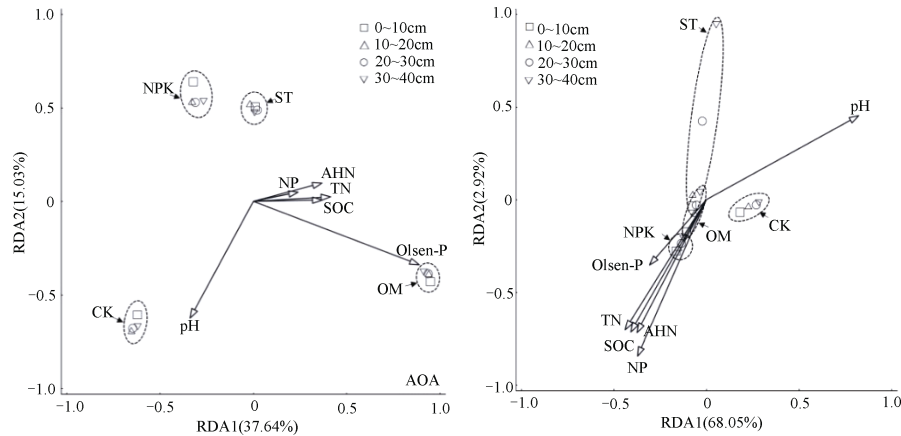 1.0
0.5
0
−0.5
−1.0
RDA2(15.03%)
−1.0
−0.5
0
0.5
1.0
RDA1(37.64%)
0~10cm
10~20cm
20~30cm
30~40cm
NPK
ST
NP
AHN
TN
SOC
Olsen-P
OM
CK
pH
AOA
1.0
0.5
0
−0.5
−1.0
RDA2(2.92%)
−1.0
−0.5
0
0.5
1.0
RDA1(68.05%)
0~10cm
10~20cm
20~30cm
30~40cm
ST
pH
NPK
OM
CK
Olsen-P
TN
AHN
SOC
NP